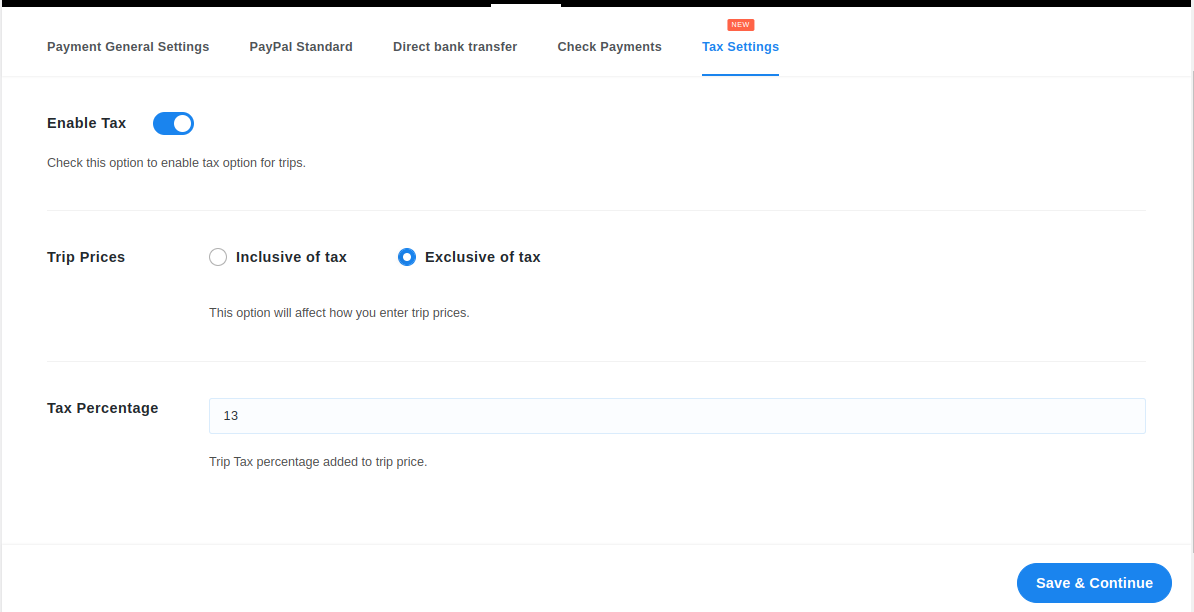 NEW
Payment General Settings PayPal Standard Direct bank transfer Check Payments Tax Settings
Enable Tax
Check this option to enable tax option for trips.
Trip Prices Inclusive of tax Exclusive of tax
This option will affect how you enter trip prices.
Tax Percentage 13
Trip Tax percentage added to trip price.
Save & Continue